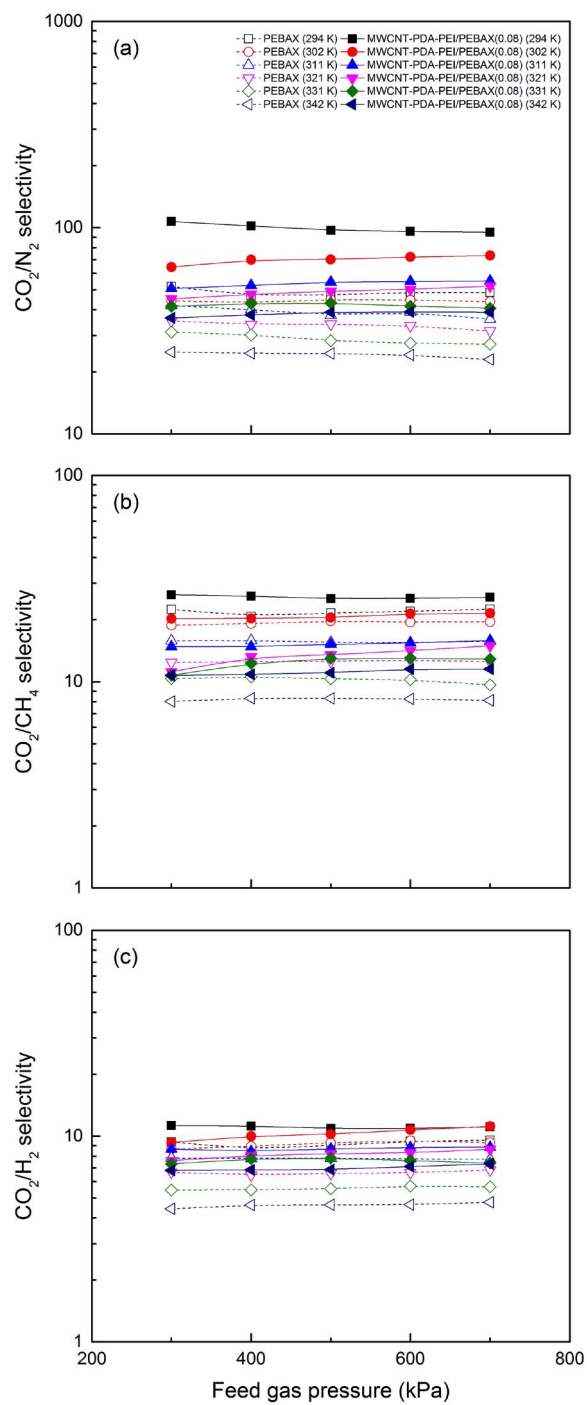 1000
(a)
PEBAX (294 K) MWCNT-PDA-PEI/PEBAX(0.08) (294 K)
PEBAX (302 K) MWCNT-PDA-PEI/PEBAX(0.08) (302 K)
PEBAX (311 K) MWCNT-PDA-PEI/PEBAX(0.08) (311 K)
PEBAX (321 K) MWCNT-PDA-PEI/PEBAX(0.08) (321 K)
PEBAX (331 K) MWCNT-PDA-PEI/PEBAX(0.08) (331 K)
PEBAX (342 K) MWCNT-PDA-PEI/PEBAX(0.08) (342 K)
CO₂/N₂ selectivity
100
10
100
(b)
CO₂/CH₄ selectivity
10
1
100
(c)
CO₂/H₂ selectivity
10
1
200 400 600 800
Feed gas pressure (kPa)